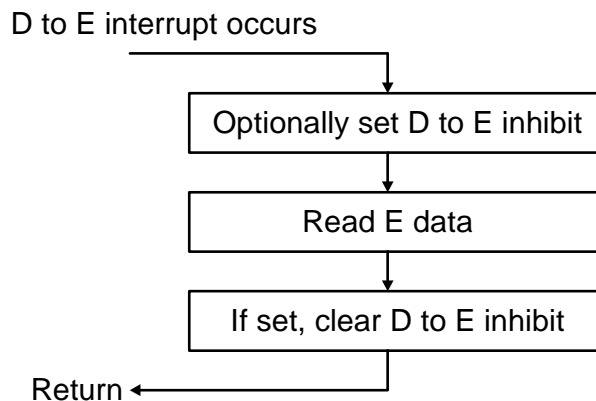 D to E interrupt occurs
Optionally set D to E inhibit
Read E data
If set, clear D to E inhibit
Return